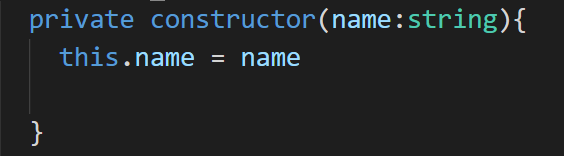 private constructor(name:string){
this.name = name
}